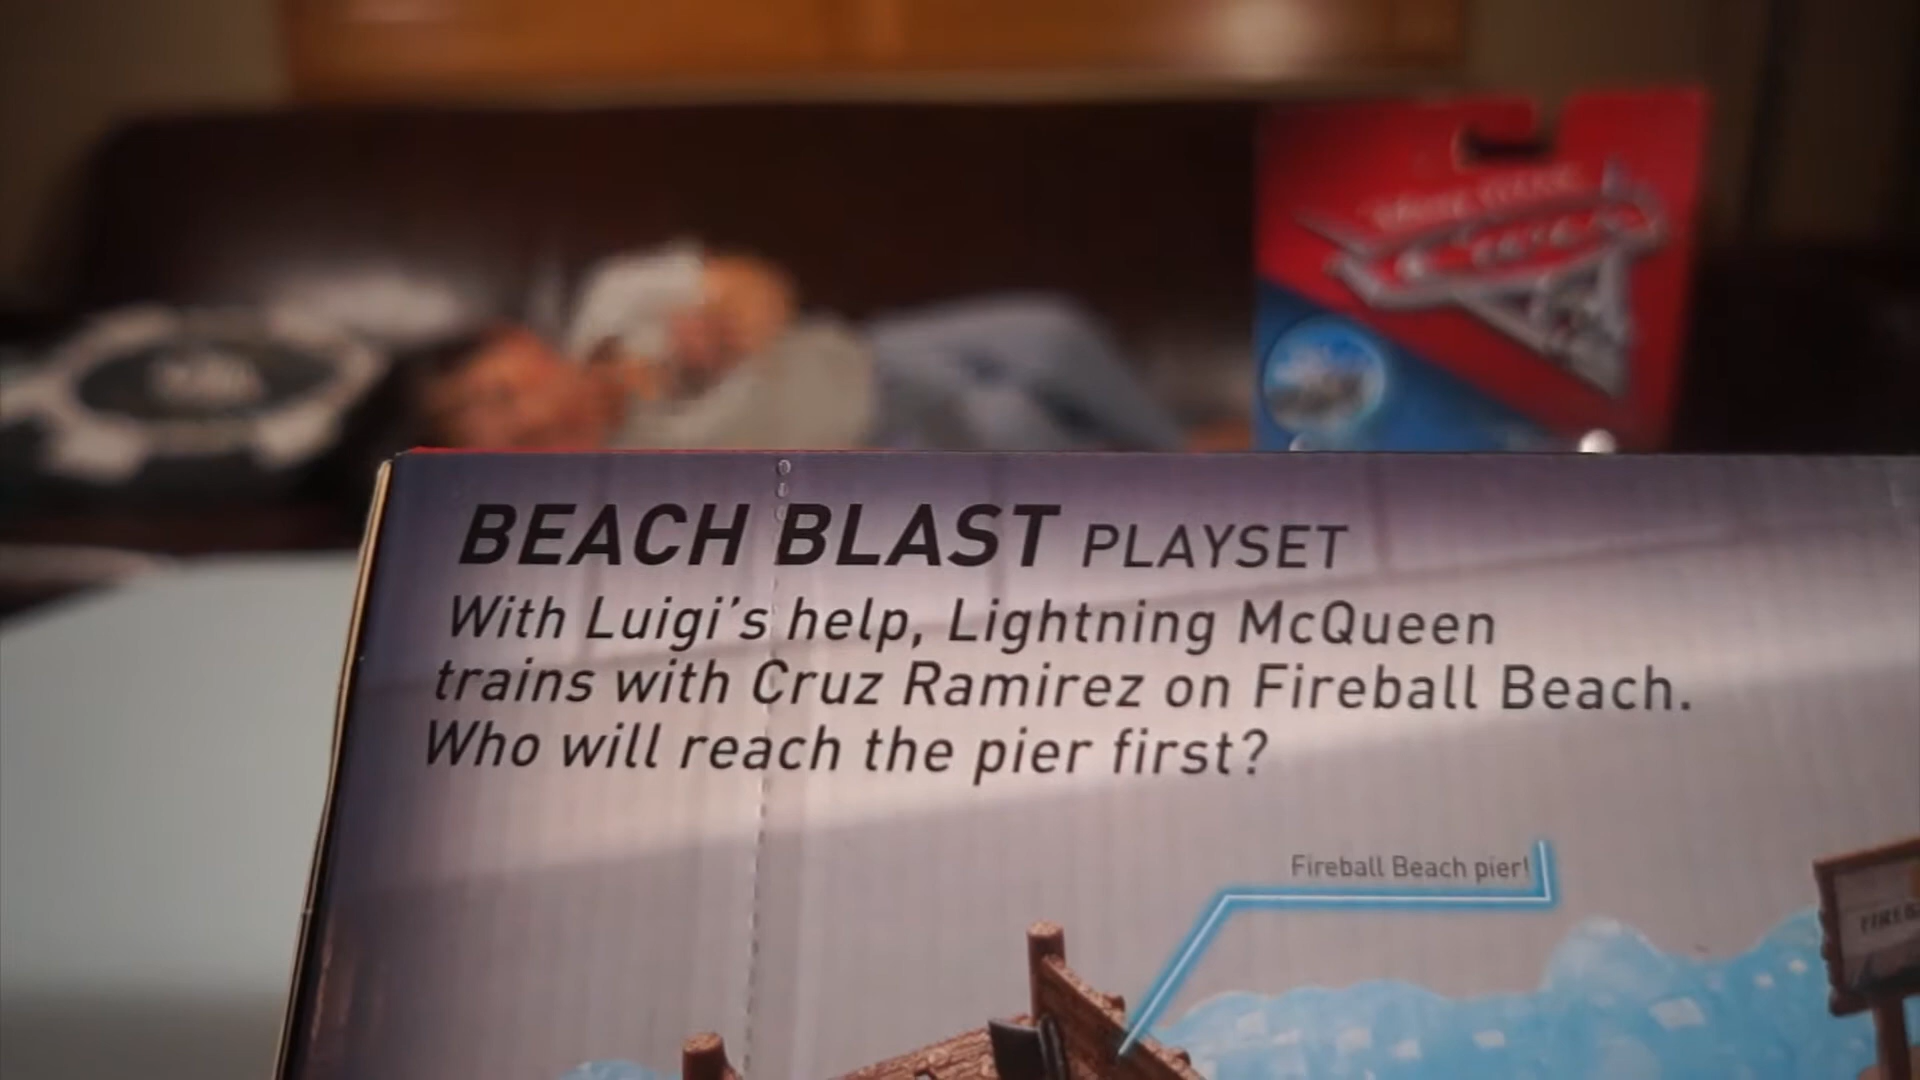 BEACH BLAST PLAYSET
With Luigi's help, Lightning McQueen
trains with Cruz Ramirez on Fireball Beach.
Who will reach the pier first?
Fireball Beach pier!